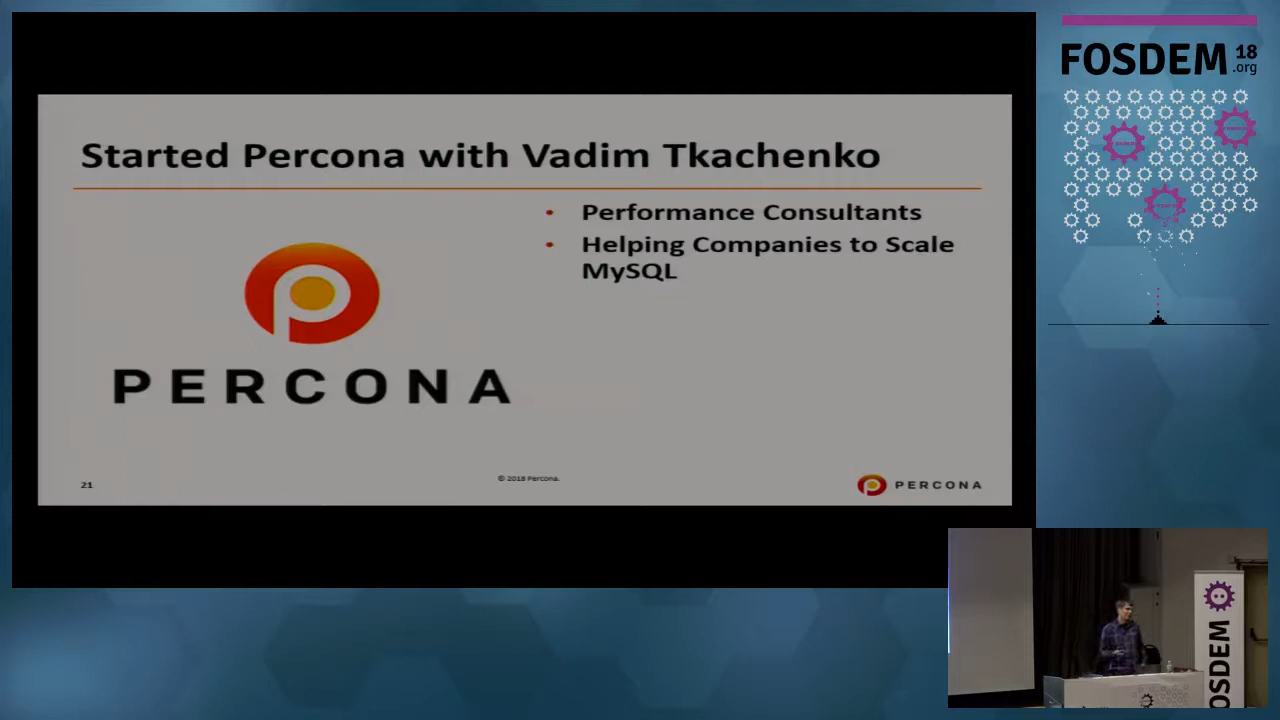 Started Percona with Vadim Tkachenko
• Performance Consultants
• Helping Companies to Scale
MySQL
PERCONA
21
© 2018 Percona.
PERCONA
FOSDEM 18
.org
OSDEM